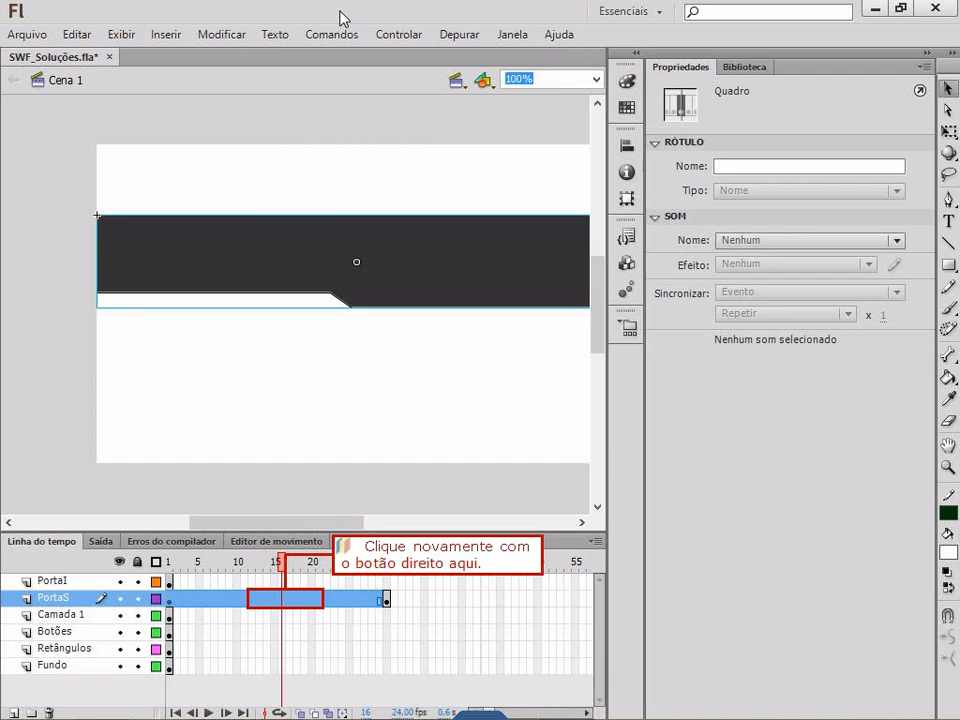 Fl
Essenciais
Arquivo Editar Exibir Inserir Modificar Texto Comandos Controlar Depurar Janela Ajuda
SWF_Soluções.fla*
Cena 1
100%
Propriedades Biblioteca
Quadro
RÓTULO
Nome:
Tipo: Nome
SOM
Nome: Nenhum
Efeito: Nenhum
Sincronizar: Evento
Repetir x 1
Nenhum som selecionado
T
Linha do tempo Saída Erros do compilador Editor de movimento
Clique novamente com
o botão direito aqui.
1 5 10 15 20 55
PortaI
PortaS
Camada 1
Botões
Retângulos
Fundo
16 24.00 fps 0.6 s